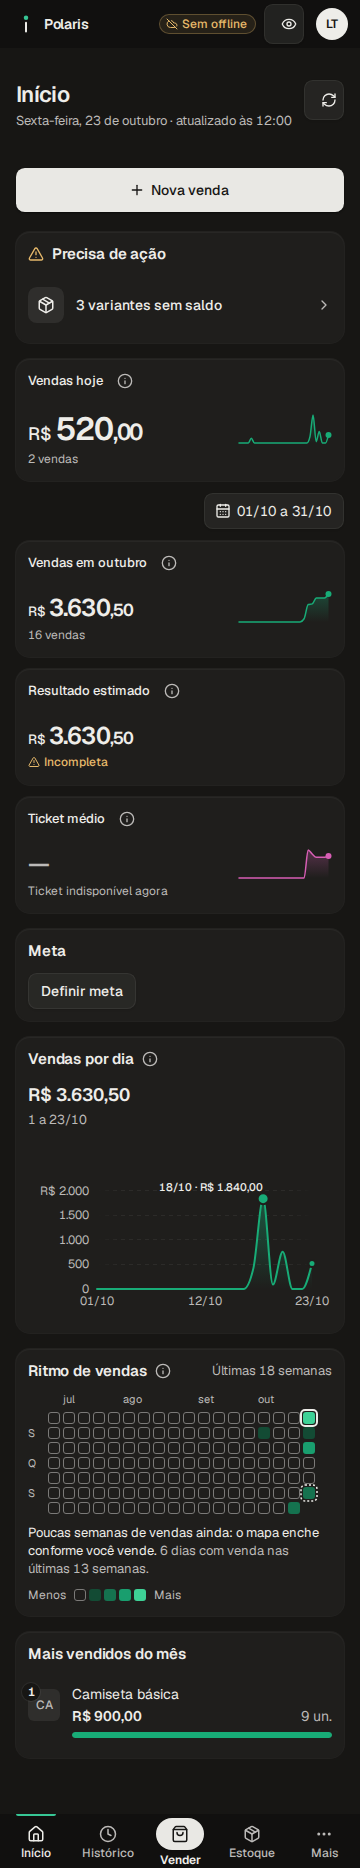 Polaris
Sem offline
LT
Início
Sexta-feira, 23 de outubro · atualizado às 12:00
Nova venda
Precisa de ação
3 variantes sem saldo
Vendas hoje
R$ 520,00
2 vendas
01/10 a 31/10
Vendas em outubro
R$ 3.630,50
16 vendas
Resultado estimado
R$ 3.630,50
Incompleta
Ticket médio
—
Ticket indisponível agora
Meta
Definir meta
Vendas por dia
R$ 3.630,50
1 a 23/10
18/10 · R$ 1.840,00
R$ 2.000
1.500
1.000
500
0
01/10 12/10 23/10
Ritmo de vendas
Últimas 18 semanas
jul ago set out
S
Q
S
Poucas semanas de vendas ainda: o mapa enche
conforme você vende. 6 dias com venda nas
últimas 13 semanas.
Menos Mais
Mais vendidos do mês
1
CA
Camiseta básica
R$ 900,00 9 un.
Início Histórico Vender Estoque Mais